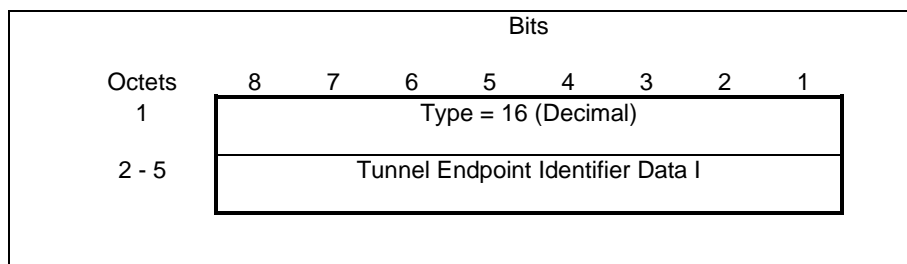 Bits
Octets 8 7 6 5 4 3 2 1
1 Type = 16 (Decimal)
2 - 5 Tunnel Endpoint Identifier Data I